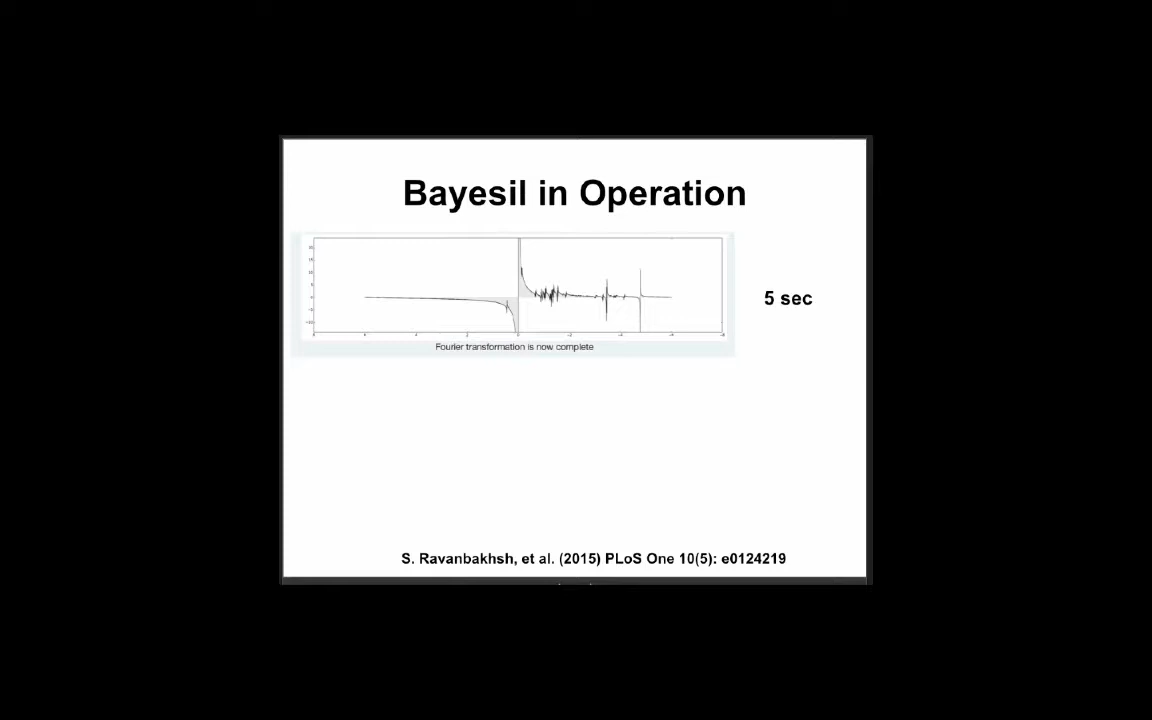 Bayesil in Operation
5 sec
Fourier transformation is now complete
S. Ravanbakhsh, et al. (2015) PLoS One 10(5): e0124219